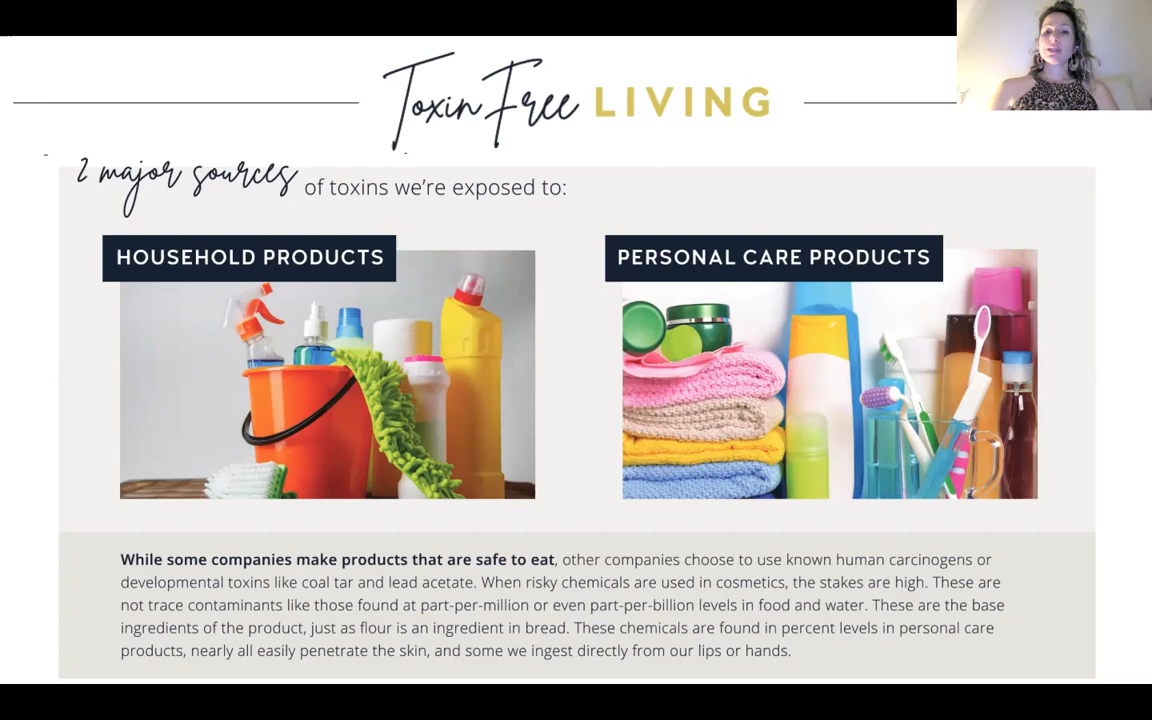 Toxin Free LIVING
2 major sources of toxins we're exposed to:
HOUSEHOLD PRODUCTS
PERSONAL CARE PRODUCTS
While some companies make products that are safe to eat, other companies choose to use known human carcinogens or
developmental toxins like coal tar and lead acetate. When risky chemicals are used in cosmetics, the stakes are high. These are
not trace contaminants like those found at part-per-million or even part-per-billion levels in food and water. These are the base
ingredients of the product, just as flour is an ingredient in bread. These chemicals are found in percent levels in personal care
products, nearly all easily penetrate the skin, and some we ingest directly from our lips or hands.